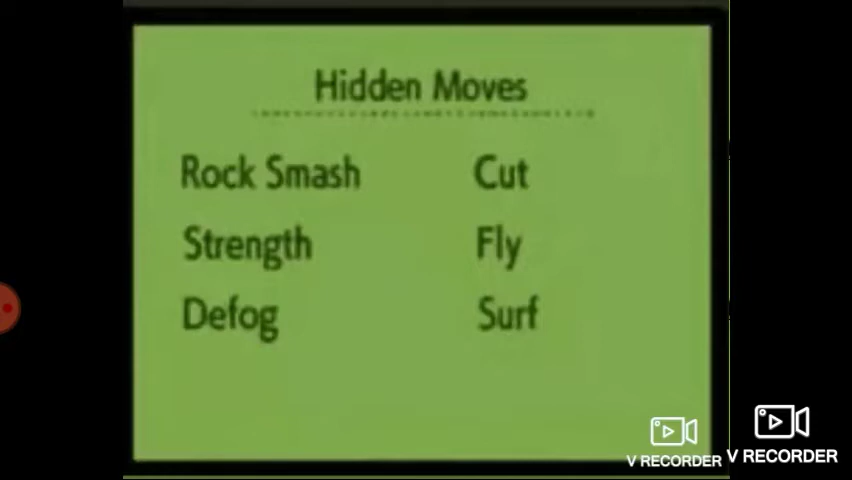 Hidden Moves
Rock Smash Cut
Strength Fly
Defog Surf
V RECORDER V RECORDER